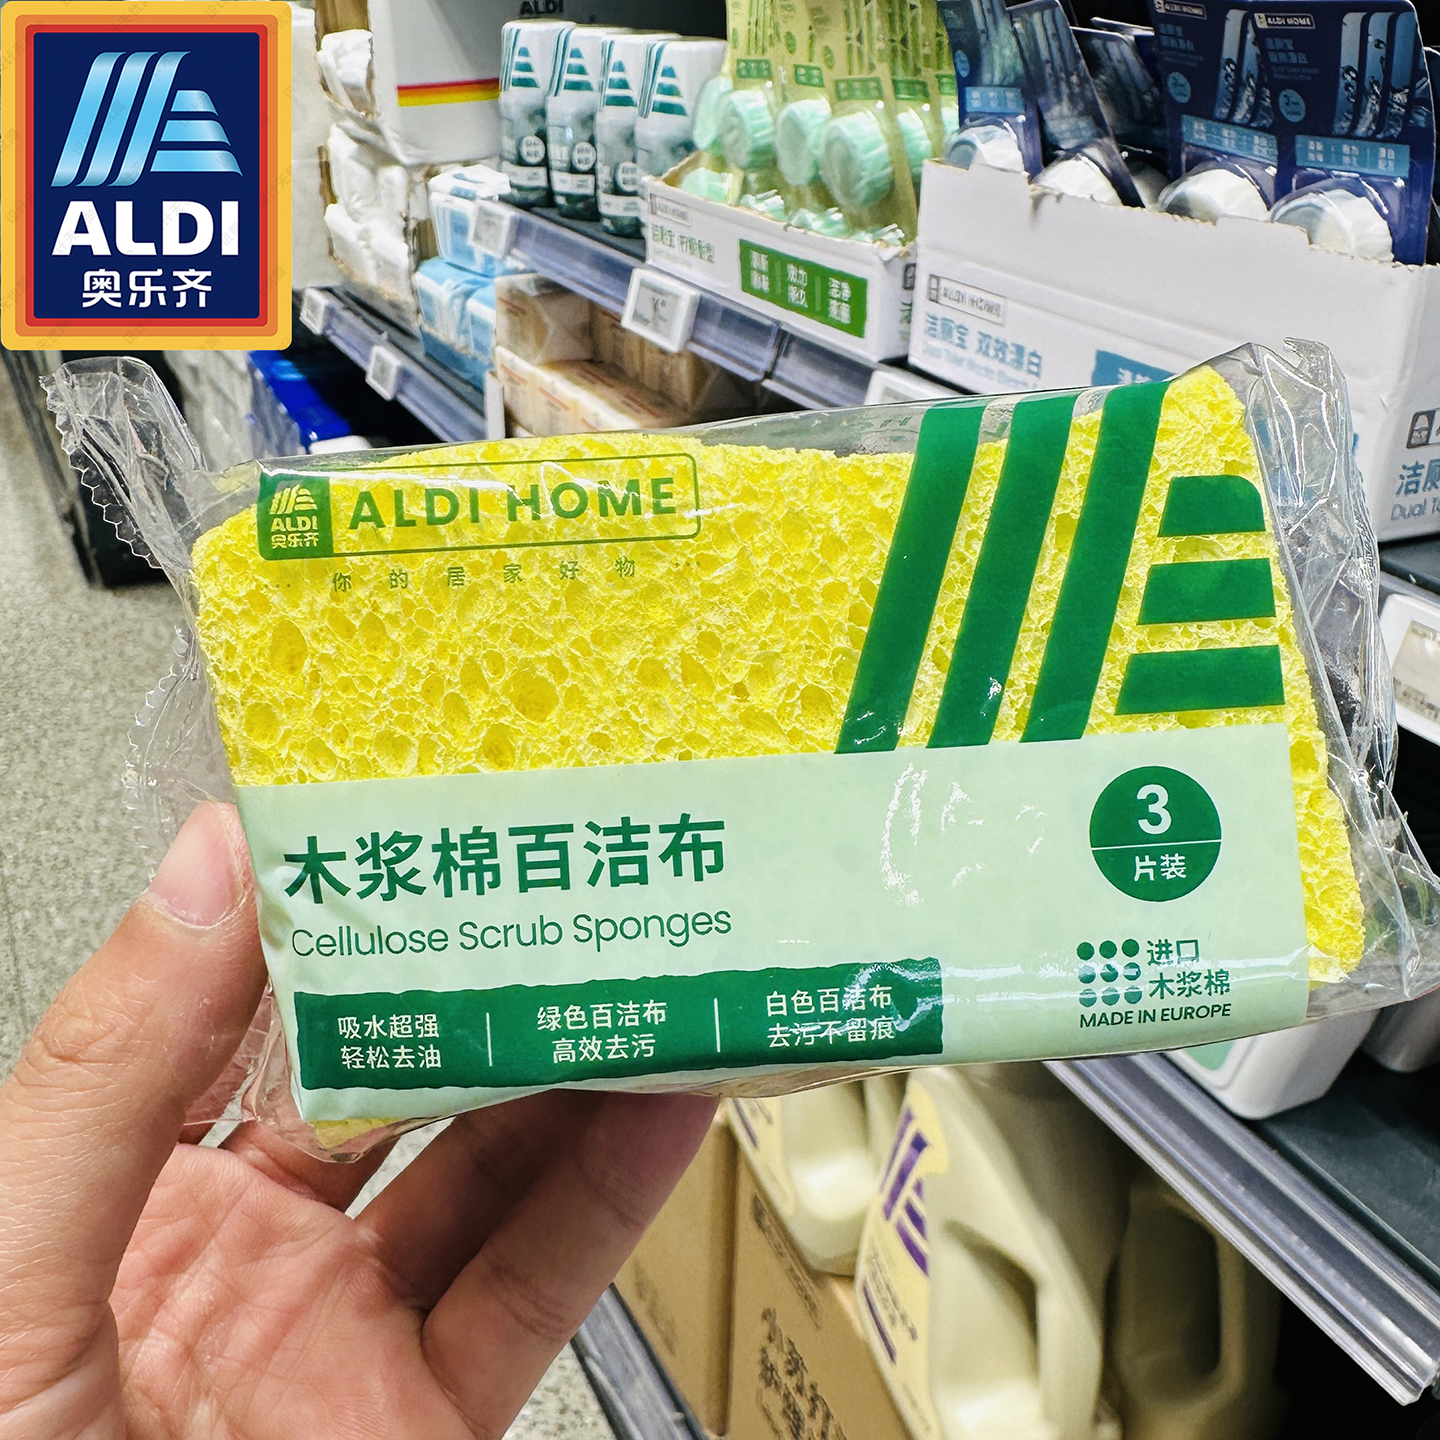 ALDI
奥乐齐
ALDI
ALDI HOME
洁厕宝 双效漂白
ALDI
奥乐齐
ALDI HOME
你的居家好物
木浆棉百洁布
Cellulose Scrub Sponges
3
片装
吸水超强
轻松去油
绿色百洁布
高效去污
白色百洁布
去污不留痕
进口
木浆棉
MADE IN EUROPE